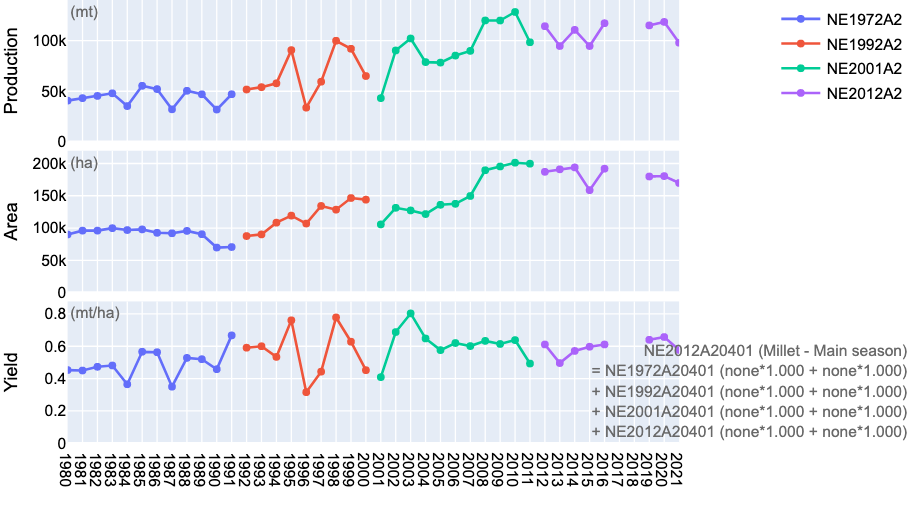 (mt)
Production
100k
50k
0
NE1972A2
NE1992A2
NE2001A2
NE2012A2
(ha)
Area
200k
150k
100k
50k
0
(mt/ha)
Yield
0.8
0.6
0.4
0.2
0
NE2012A20401 (Millet - Main season)
= NE1972A20401 (none*1.000 + none*1.000)
+ NE1992A20401 (none*1.000 + none*1.000)
+ NE2001A20401 (none*1.000 + none*1.000)
+ NE2012A20401 (none*1.000 + none*1.000)
1980
1981
1982
1983
1984
1985
1986
1987
1988
1989
1990
1991
1992
1993
1994
1995
1996
1997
1998
1999
2000
2001
2002
2003
2004
2005
2006
2007
2008
2009
2010
2011
2012
2013
2014
2015
2016
2017
2018
2019
2020
2021